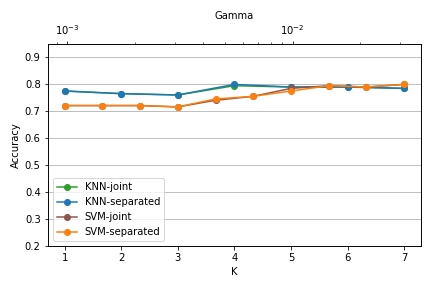 Gamma
10⁻³ 10⁻²
Accuracy
0.9
0.8
0.7
0.6
0.5
0.4
0.3
0.2
KNN-joint
KNN-separated
SVM-joint
SVM-separated
1 2 3 4 5 6 7
K